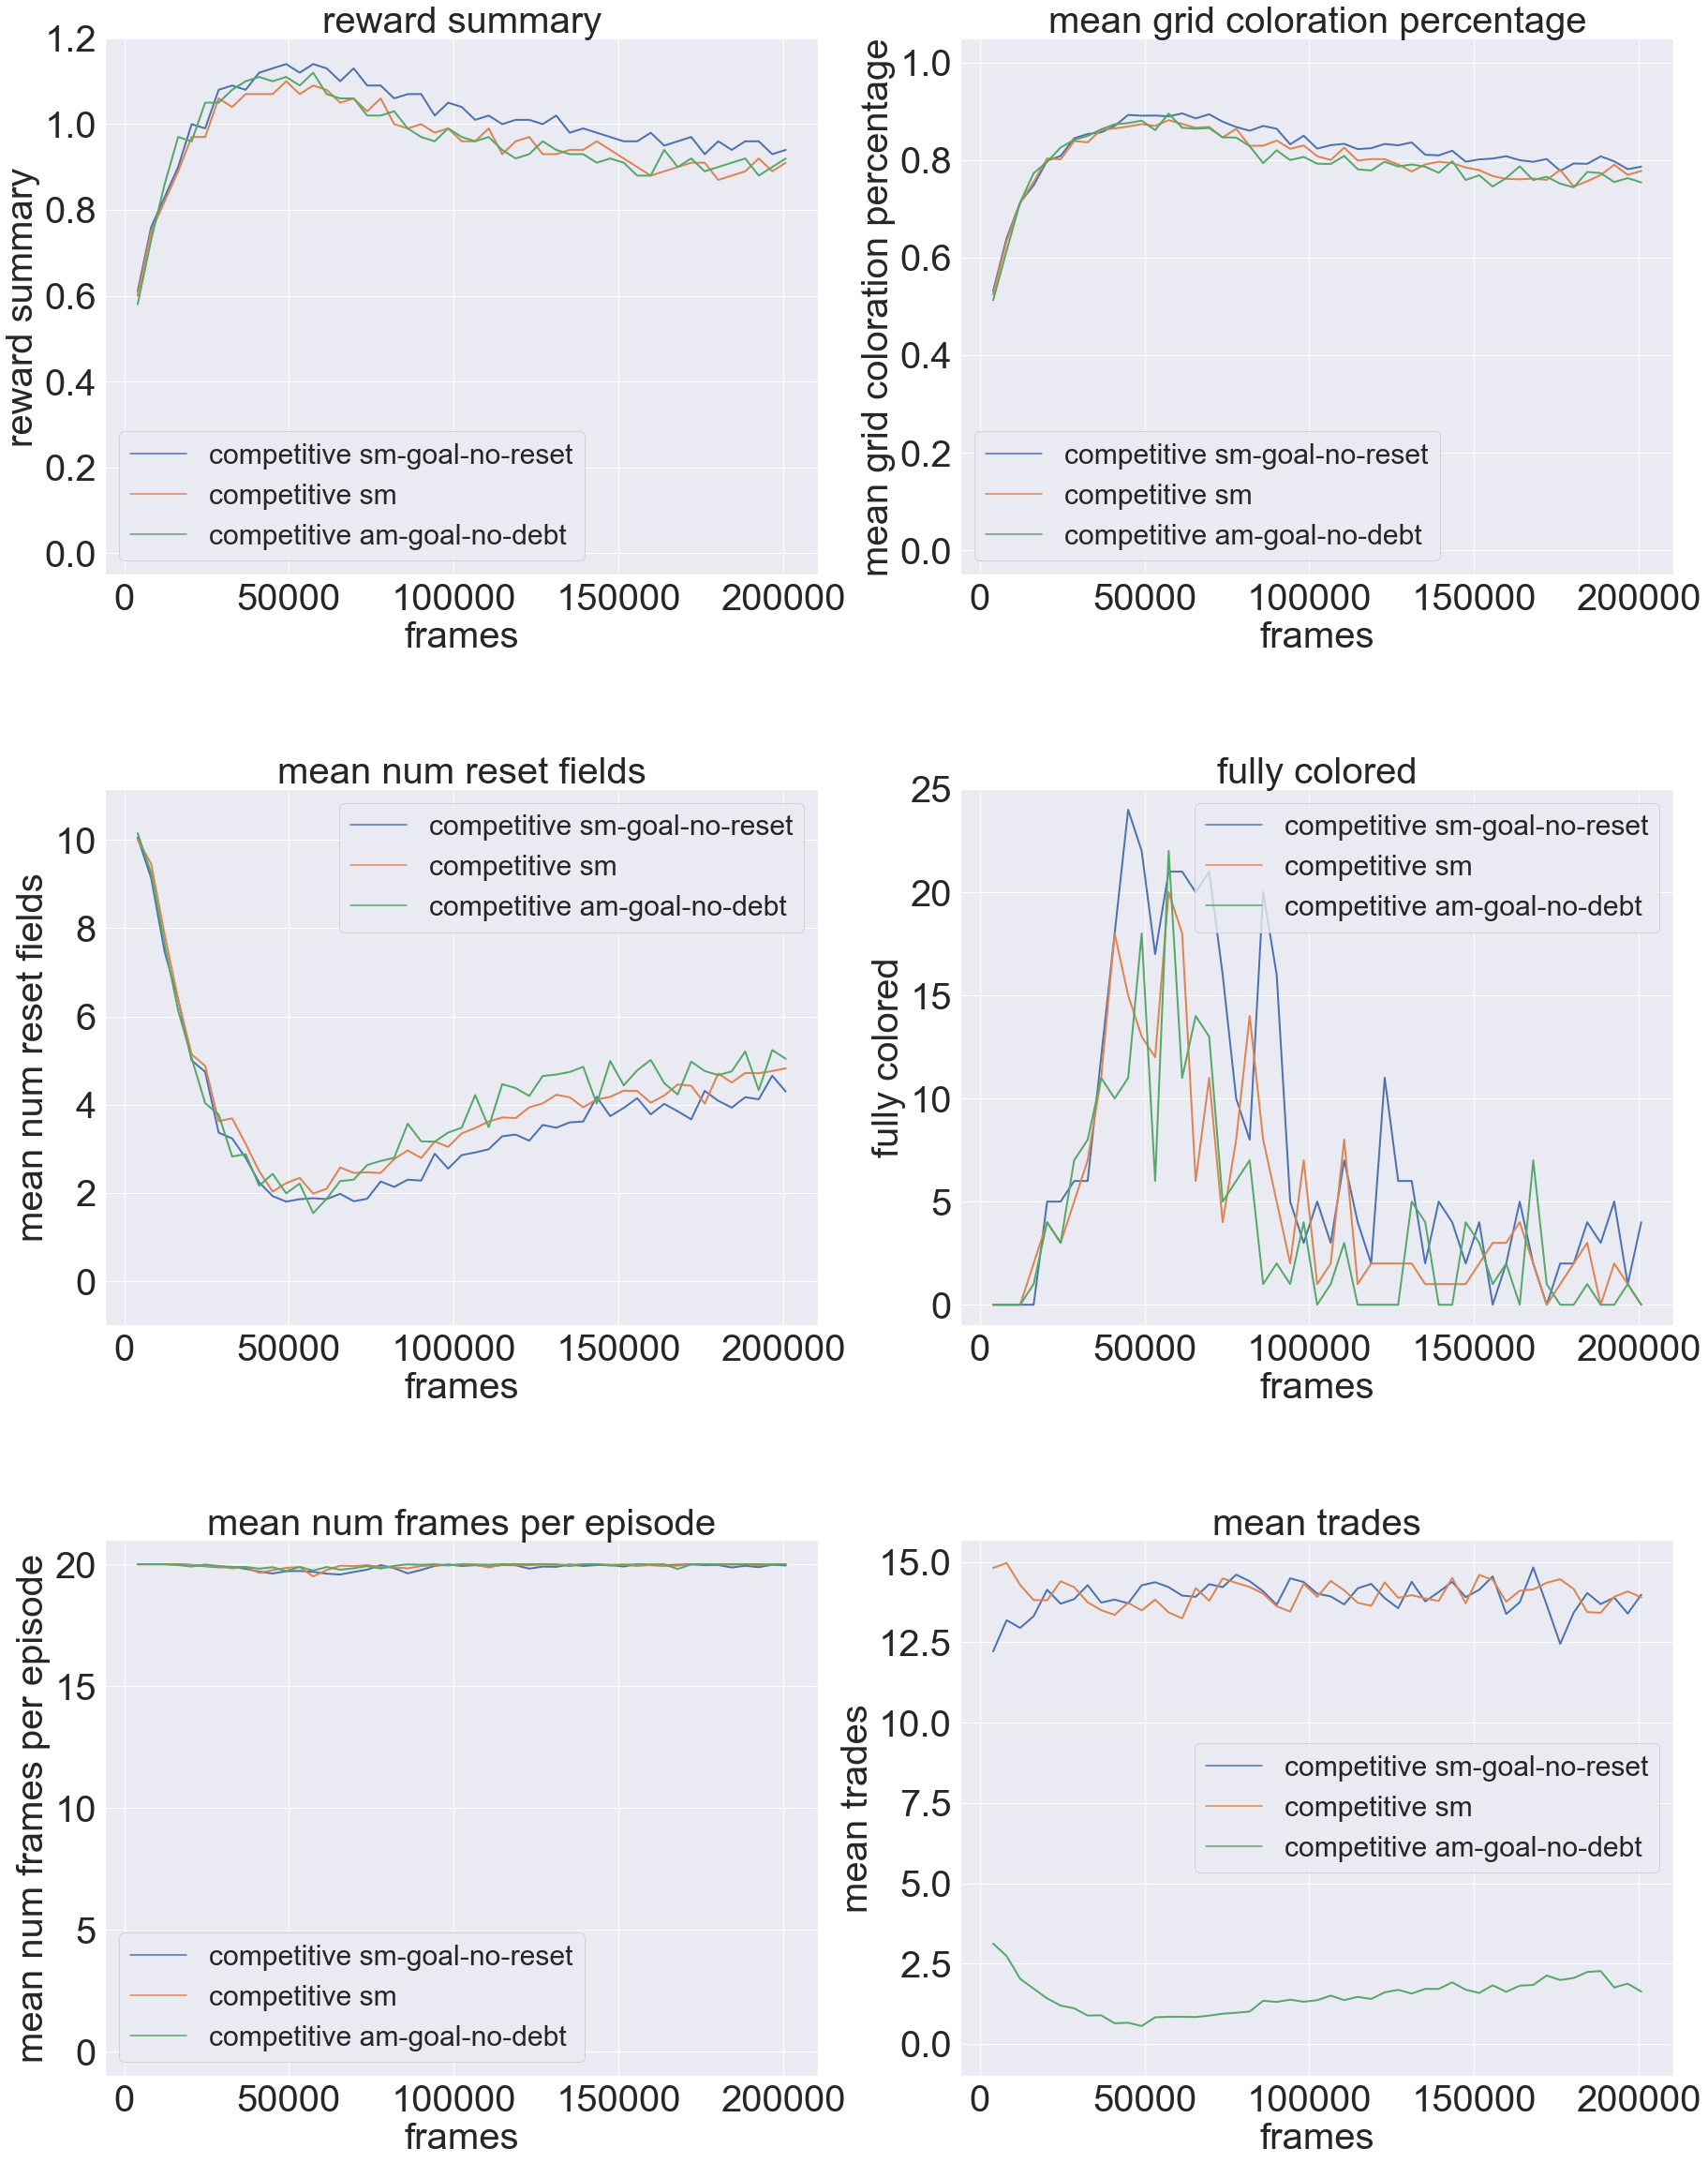 reward summary
1.2
1.0
0.8
0.6
0.4
0.2
0.0
reward summary
competitive sm-goal-no-reset
competitive sm
competitive am-goal-no-debt
0 50000 100000 150000 200000
frames
mean grid coloration percentage
1.0
0.8
0.6
0.4
0.2
0.0
mean grid coloration percentage
competitive sm-goal-no-reset
competitive sm
competitive am-goal-no-debt
0 50000 100000 150000 200000
frames
mean num reset fields
10
8
6
4
2
0
mean num reset fields
competitive sm-goal-no-reset
competitive sm
competitive am-goal-no-debt
0 50000 100000 150000 200000
frames
fully colored
25
20
15
10
5
0
fully colored
competitive sm-goal-no-reset
competitive sm
competitive am-goal-no-debt
0 50000 100000 150000 200000
frames
mean num frames per episode
20
15
10
5
0
mean num frames per episode
competitive sm-goal-no-reset
competitive sm
competitive am-goal-no-debt
0 50000 100000 150000 200000
frames
mean trades
15.0
12.5
10.0
7.5
5.0
2.5
0.0
mean trades
competitive sm-goal-no-reset
competitive sm
competitive am-goal-no-debt
0 50000 100000 150000 200000
frames